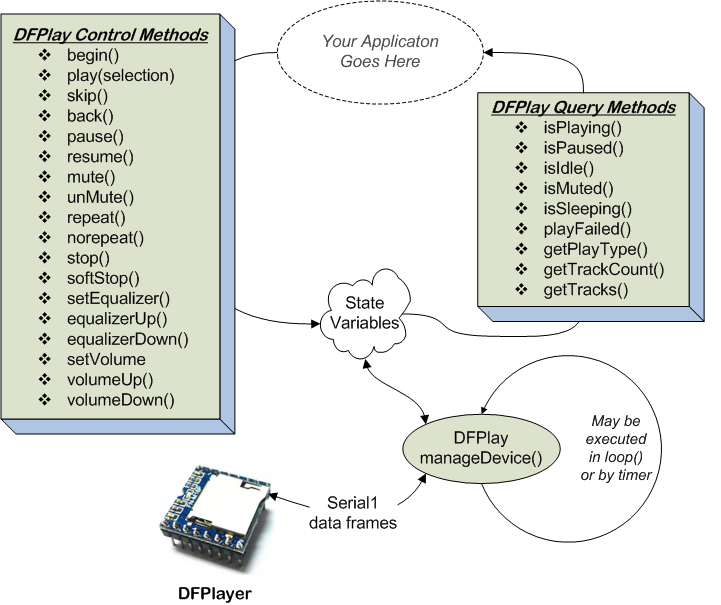 DFPlay Control Methods
❖ begin()
❖ play(selection)
❖ skip()
❖ back()
❖ pause()
❖ resume()
❖ mute()
❖ unMute()
❖ repeat()
❖ norepeat()
❖ stop()
❖ softStop()
❖ setEqualizer()
❖ equalizerUp()
❖ equalizerDown()
❖ setVolume
❖ volumeUp()
❖ volumeDown()
Your Applicaton
Goes Here
DFPlay Query Methods
❖ isPlaying()
❖ isPaused()
❖ isIdle()
❖ isMuted()
❖ isSleeping()
❖ playFailed()
❖ getPlayType()
❖ getTrackCount()
❖ getTracks()
State
Variables
DFPlay
manageDevice()
May be
executed
in loop()
or by timer
Serial1
data frames
DFPlayer